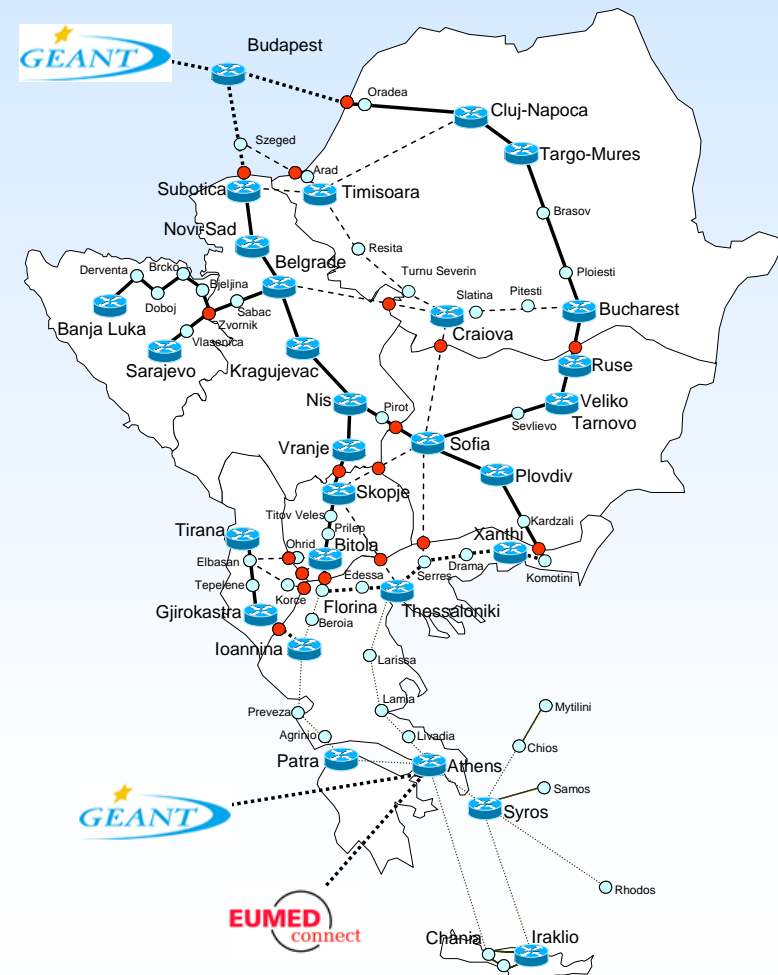 GEANT
Budapest
Oradea
Cluj-Napoca
Szeged
Targo-Mures
Arad
Subotica
Timisoara
Brasov
Novi-Sad
Resita
Belgrade
Derventa
Brcko
Ploiesti
Turnu Severin
Bjeljina
Slatina
Pitesti
Doboj
Sabac
Bucharest
Banja Luka
Zvornik
Craiova
Vlasenica
Sarajevo
Kragujevac
Ruse
Nis
Pirot
Veliko
Tarnovo
Sevlievo
Vranje
Sofia
Plovdiv
Skopje
Titov Veles
Kardzali
Tirana
Prilep
Xanthi
Ohrid
Bitola
Elbasan
Drama
Edessa
Serres
Komotini
Tepelene
Korce
Florina
Thessaloniki
Gjirokastra
Beroia
Ioannina
Larissa
Lamia
Mytilini
Preveza
Agrinio
Livadia
Chios
Patra
Athens
Samos
GEANT
Syros
Rhodos
EUMED
connect
Chania
Iraklio